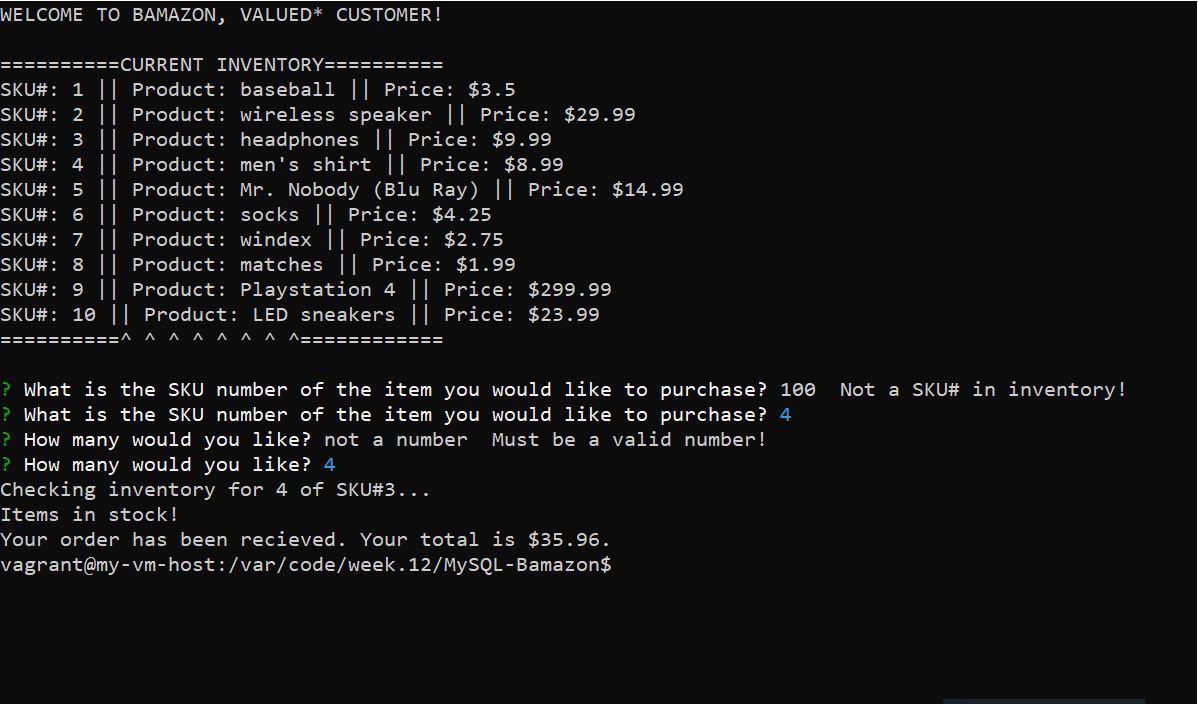 WELCOME TO BAMAZON, VALUED* CUSTOMER!
==========CURRENT INVENTORY==========
SKU#: 1 || Product: baseball || Price: $3.5
SKU#: 2 || Product: wireless speaker || Price: $29.99
SKU#: 3 || Product: headphones || Price: $9.99
SKU#: 4 || Product: men's shirt || Price: $8.99
SKU#: 5 || Product: Mr. Nobody (Blu Ray) || Price: $14.99
SKU#: 6 || Product: socks || Price: $4.25
SKU#: 7 || Product: windex || Price: $2.75
SKU#: 8 || Product: matches || Price: $1.99
SKU#: 9 || Product: Playstation 4 || Price: $299.99
SKU#: 10 || Product: LED sneakers || Price: $23.99
==========^ ^ ^ ^ ^ ^ ^ ^============
? What is the SKU number of the item you would like to purchase? 100  Not a SKU# in inventory!
? What is the SKU number of the item you would like to purchase? 4
? How many would you like? not a number  Must be a valid number!
? How many would you like? 4
Checking inventory for 4 of SKU#3...
Items in stock!
Your order has been recieved. Your total is $35.96.
vagrant@my-vm-host:/var/code/week.12/MySQL-Bamazon$